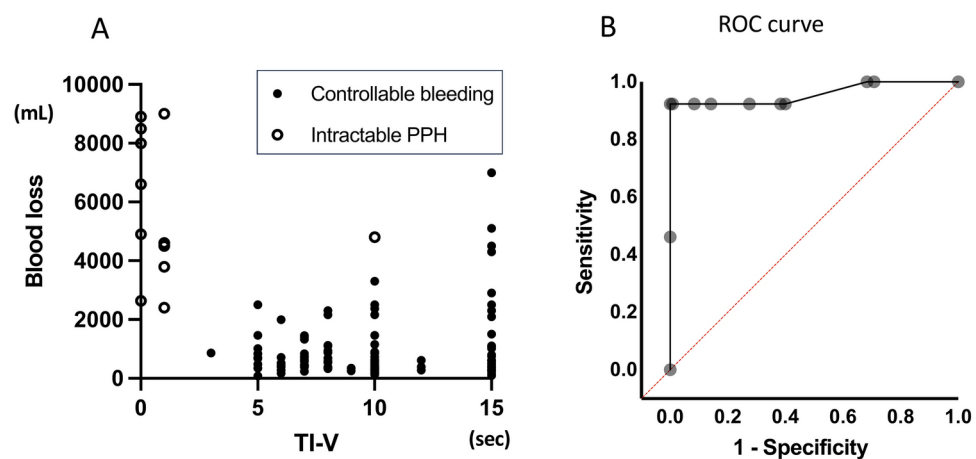 A
10000
(mL)
8000
6000
4000
2000
0
Blood loss
Controllable bleeding
Intractable PPH
0
5
10
15
TI-V
(sec)
B
ROC curve
1.0
0.8
0.6
0.4
0.2
0.0
Sensitivity
0.0 0.2 0.4 0.6 0.8 1.0
1 - Specificity